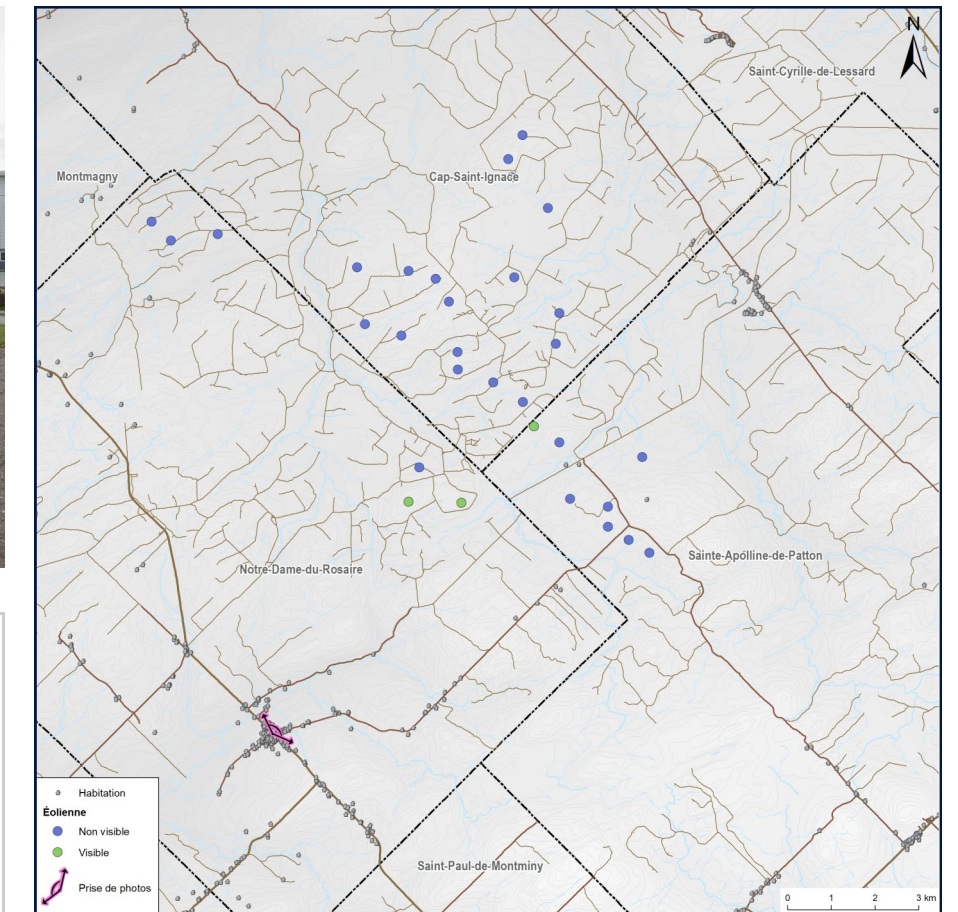 N
Saint-Cyrille-de-Lessard
Montmagny
Cap-Saint-Ignace
Sainte-Apolline-de-Patton
Notre-Dame-du-Rosaire
Saint-Paul-de-Montminy
Habitation
Éolienne
Non visible
Visible
Prise de photos
0 1 2 3 km